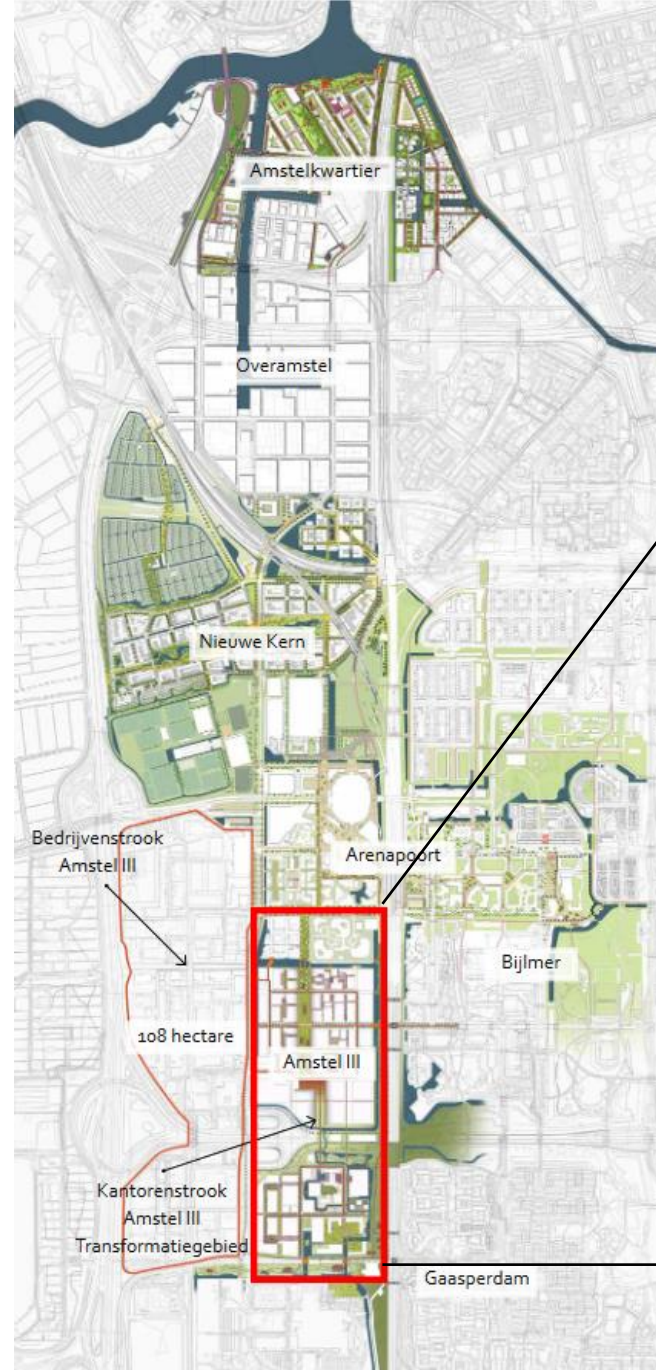 Amstelkwartier
Overamstel
Nieuwe Kern
Bedrijvenstrook
Amstel III
Arenapoort
Bijlmer
108 hectare
Amstel III
Kantorenstrook
Amstel III
Transformatiegebied
Gaasperdam